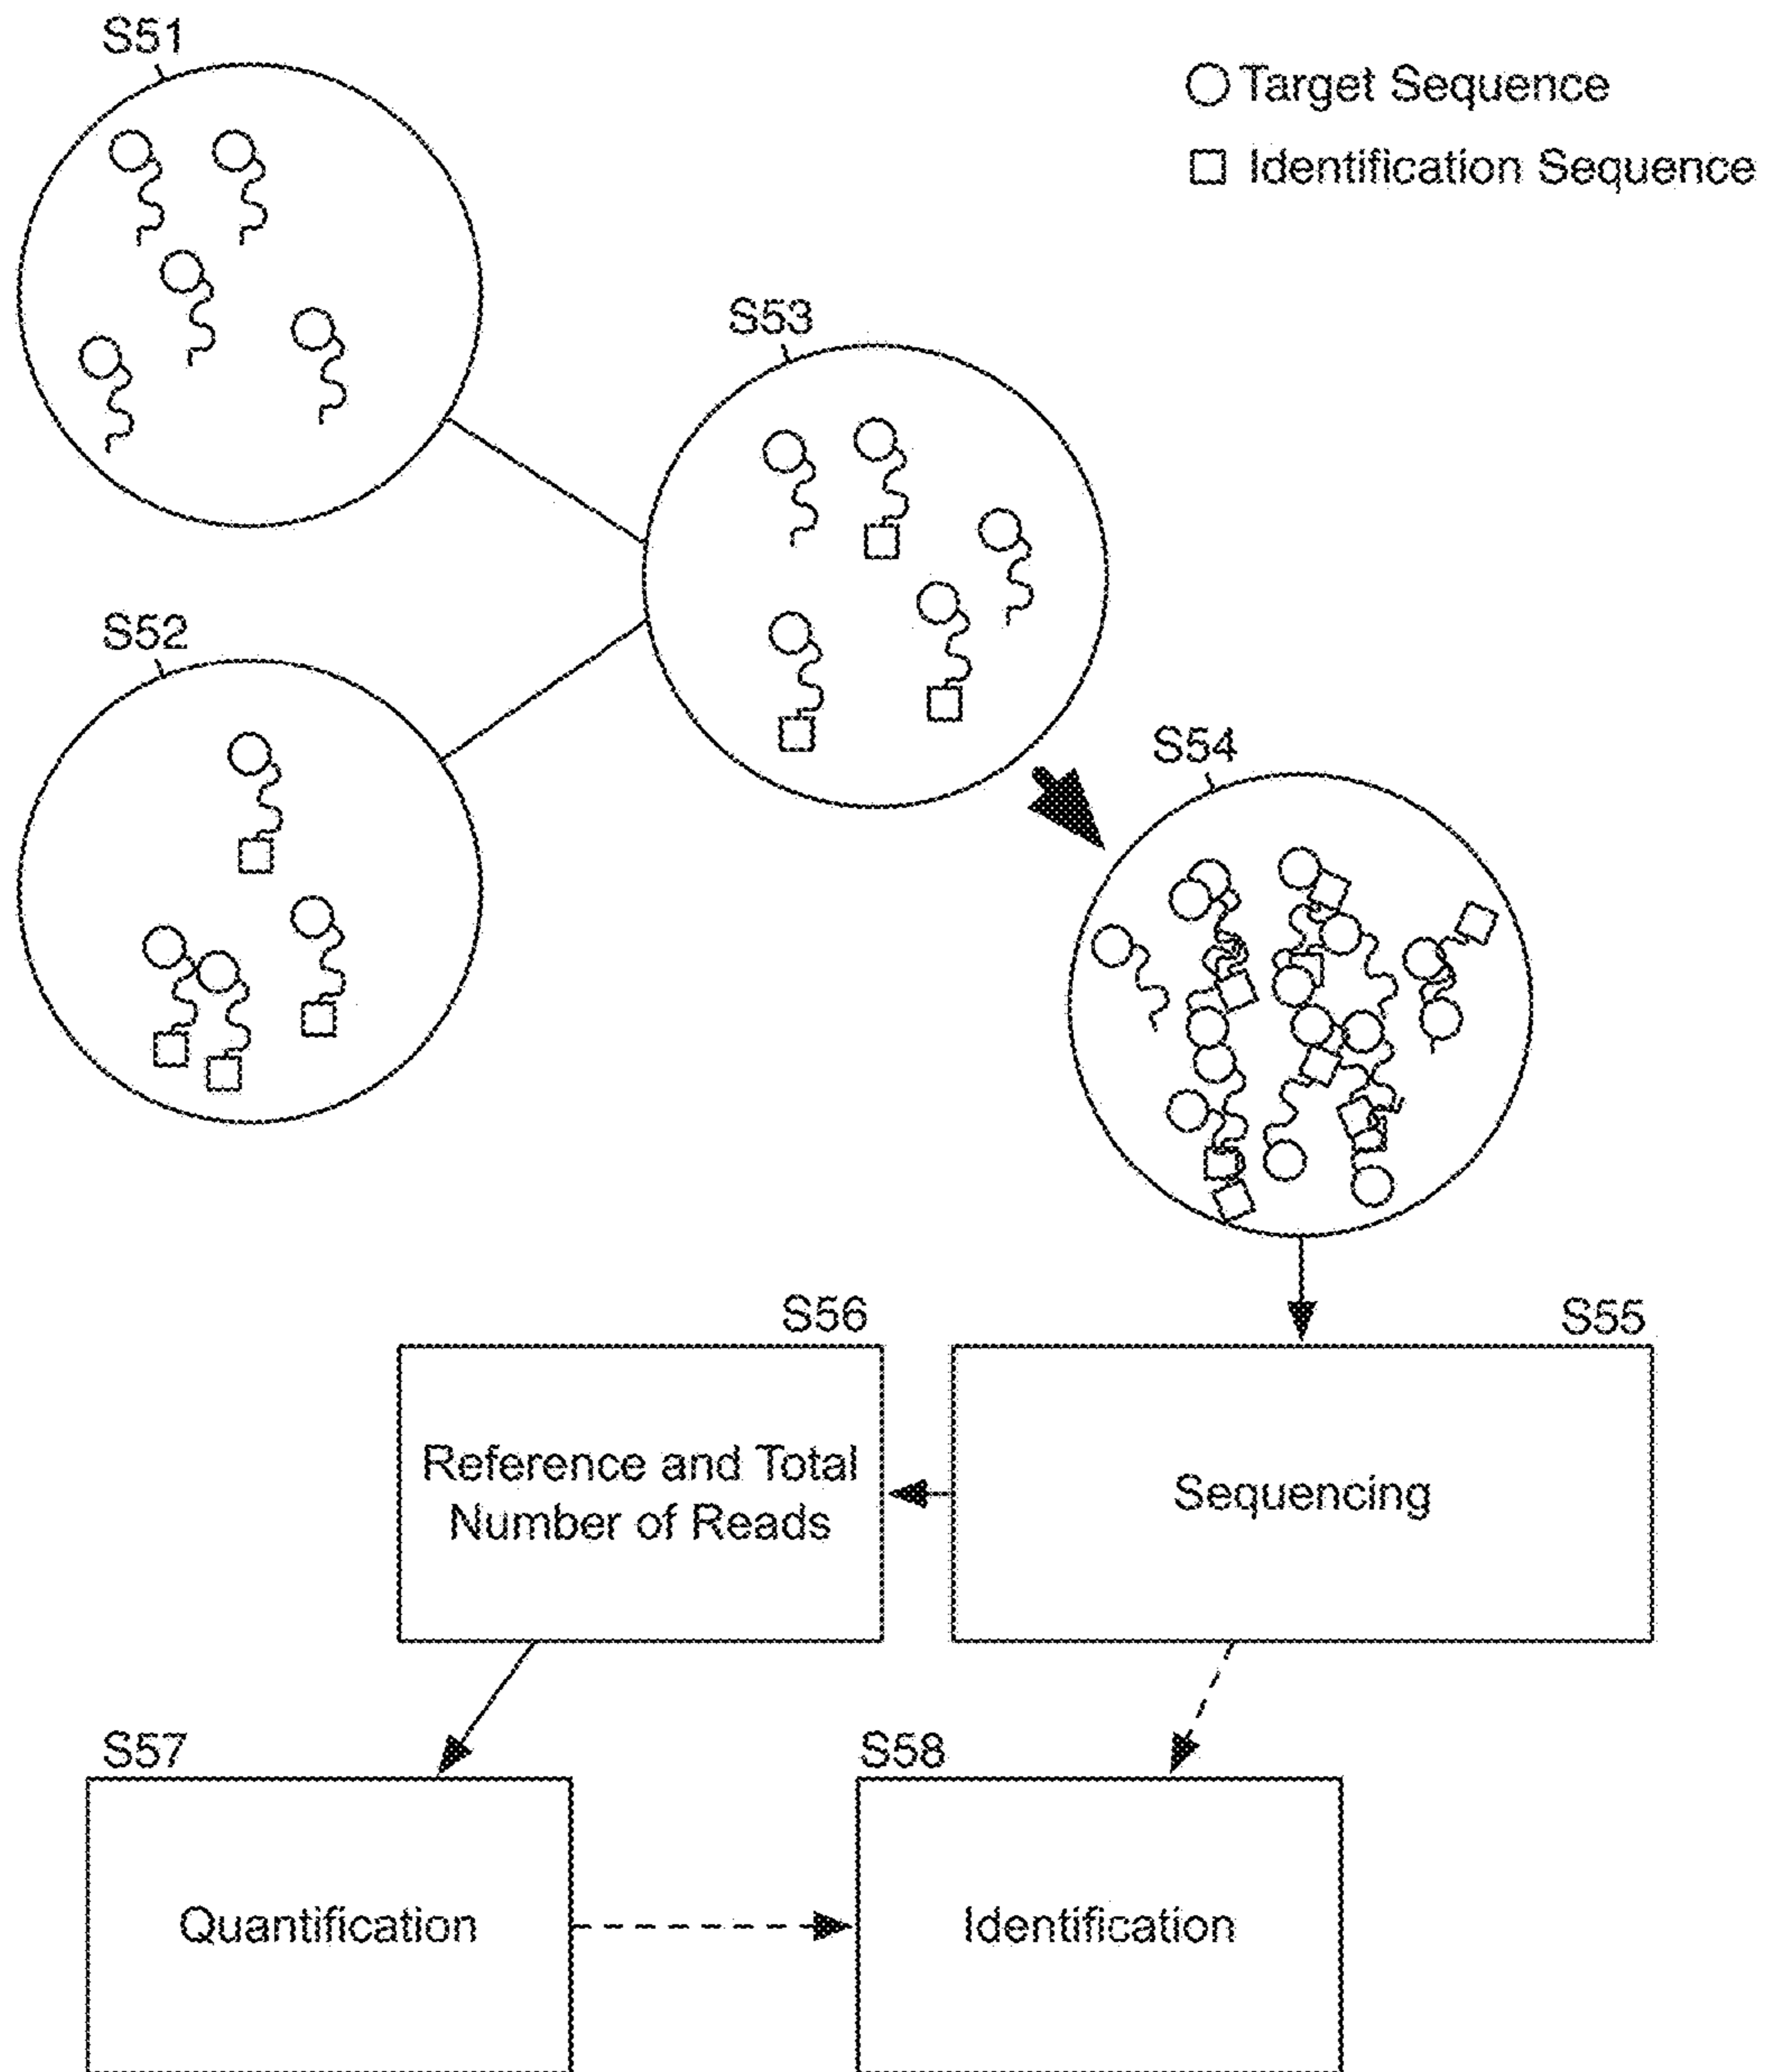 S51
Target Sequence
Identification Sequence
S53
S52
S54
S56
S55
Reference and Total
Number of Reads
Sequencing
S57
S58
Quantification
Identification